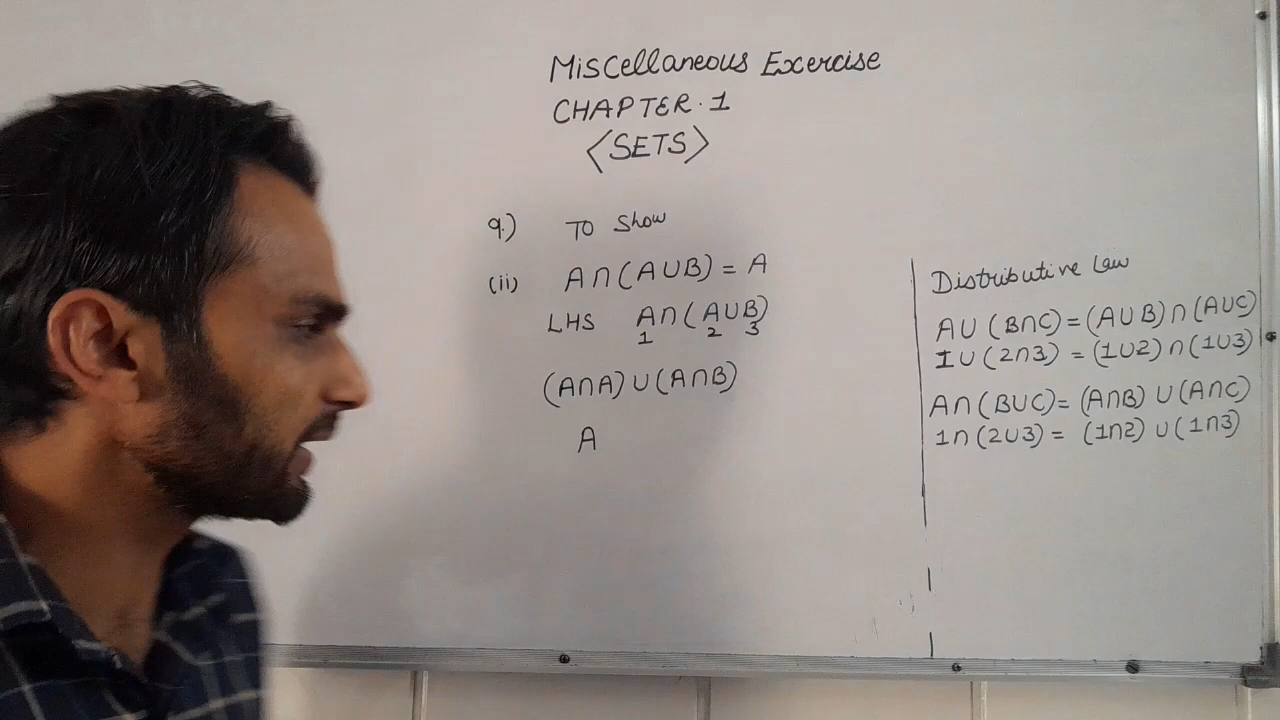 Miscellaneous Excercise
CHAPTER.1
<SETS>
9.) To Show
(ii) A∩(A∪B) = A
LHS A∩(A∪B)
1 2 3
(A∩A)∪(A∩B)
A
Distributive Law
A∪(B∩C)=(A∪B)∩(A∪C)
1∪(2∩3) = (1∪2)∩(1∪3)
A∩(B∪C)= (A∩B)∪(A∩C)
1∩(2∪3) = (1∩2)∪(1∩3)